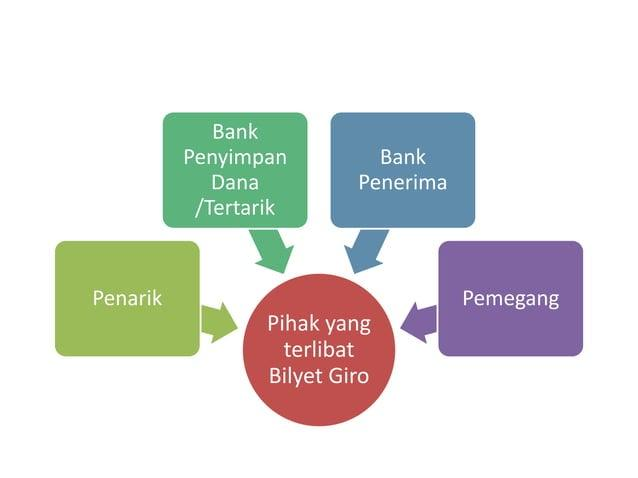 Bank
Penyimpan
Dana
/Tertarik
Bank
Penerima
Penarik
Pemegang
Pihak yang
terlibat
Bilyet Giro